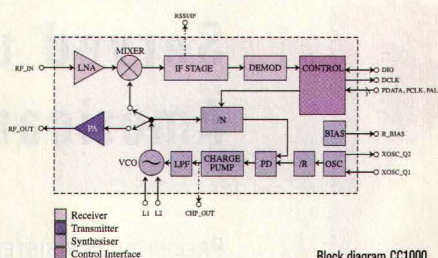 RSSI/IF
MIXER
RF_IN
LNA
IF STAGE
DEMOD
CONTROL
DIO
DCLK
PDATA, PCLK, PAL
/N
RF_OUT
PA
BIAS
R_BIAS
VCO
LPF
CHARGE PUMP
PD
/R
OSC
XOSC_Q2
XOSC_Q1
L1 L2
CHP_OUT
Receiver
Transmitter
Synthesiser
Control Interface
Block diagram CC1000